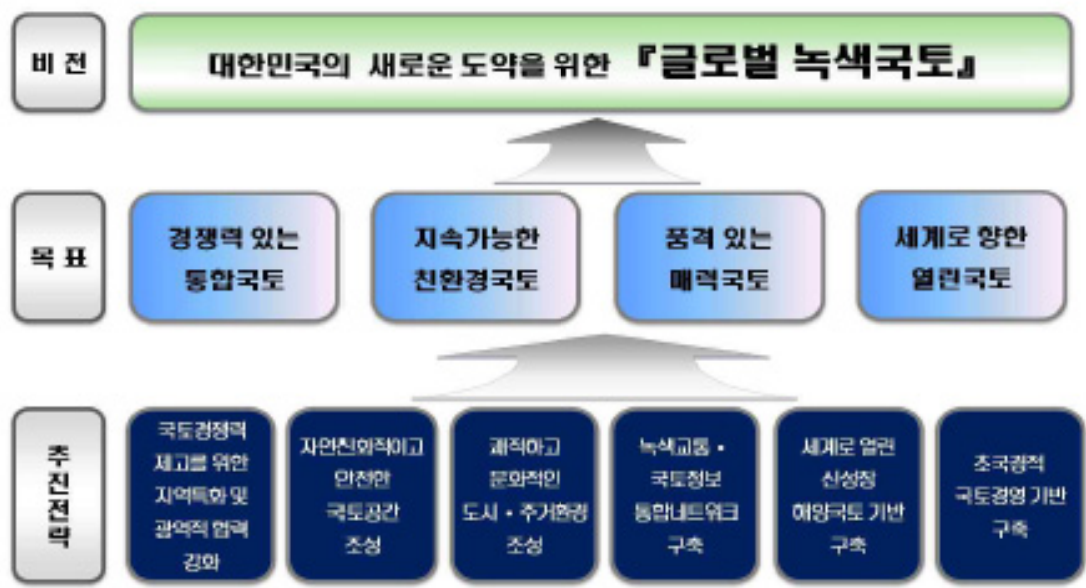 비 전
대한민국의 새로운 도약을 위한 『글로벌 녹색국토』
목 표
경쟁력 있는
통합국토
지속가능한
친환경국토
품격 있는
매력국토
세계로 향한
열린국토
추진전략
국토경쟁력
제고를 위한
지역특화 및
광역적 협력
강화
자연친화적이고
안전한
국토공간
조성
쾌적하고
문화적인
도시・주거환경
조성
녹색교통・
국토정보
통합네트워크
구축
세계로 열린
신성장
해양국토 기반
구축
초국경적
국토경영 기반
구축